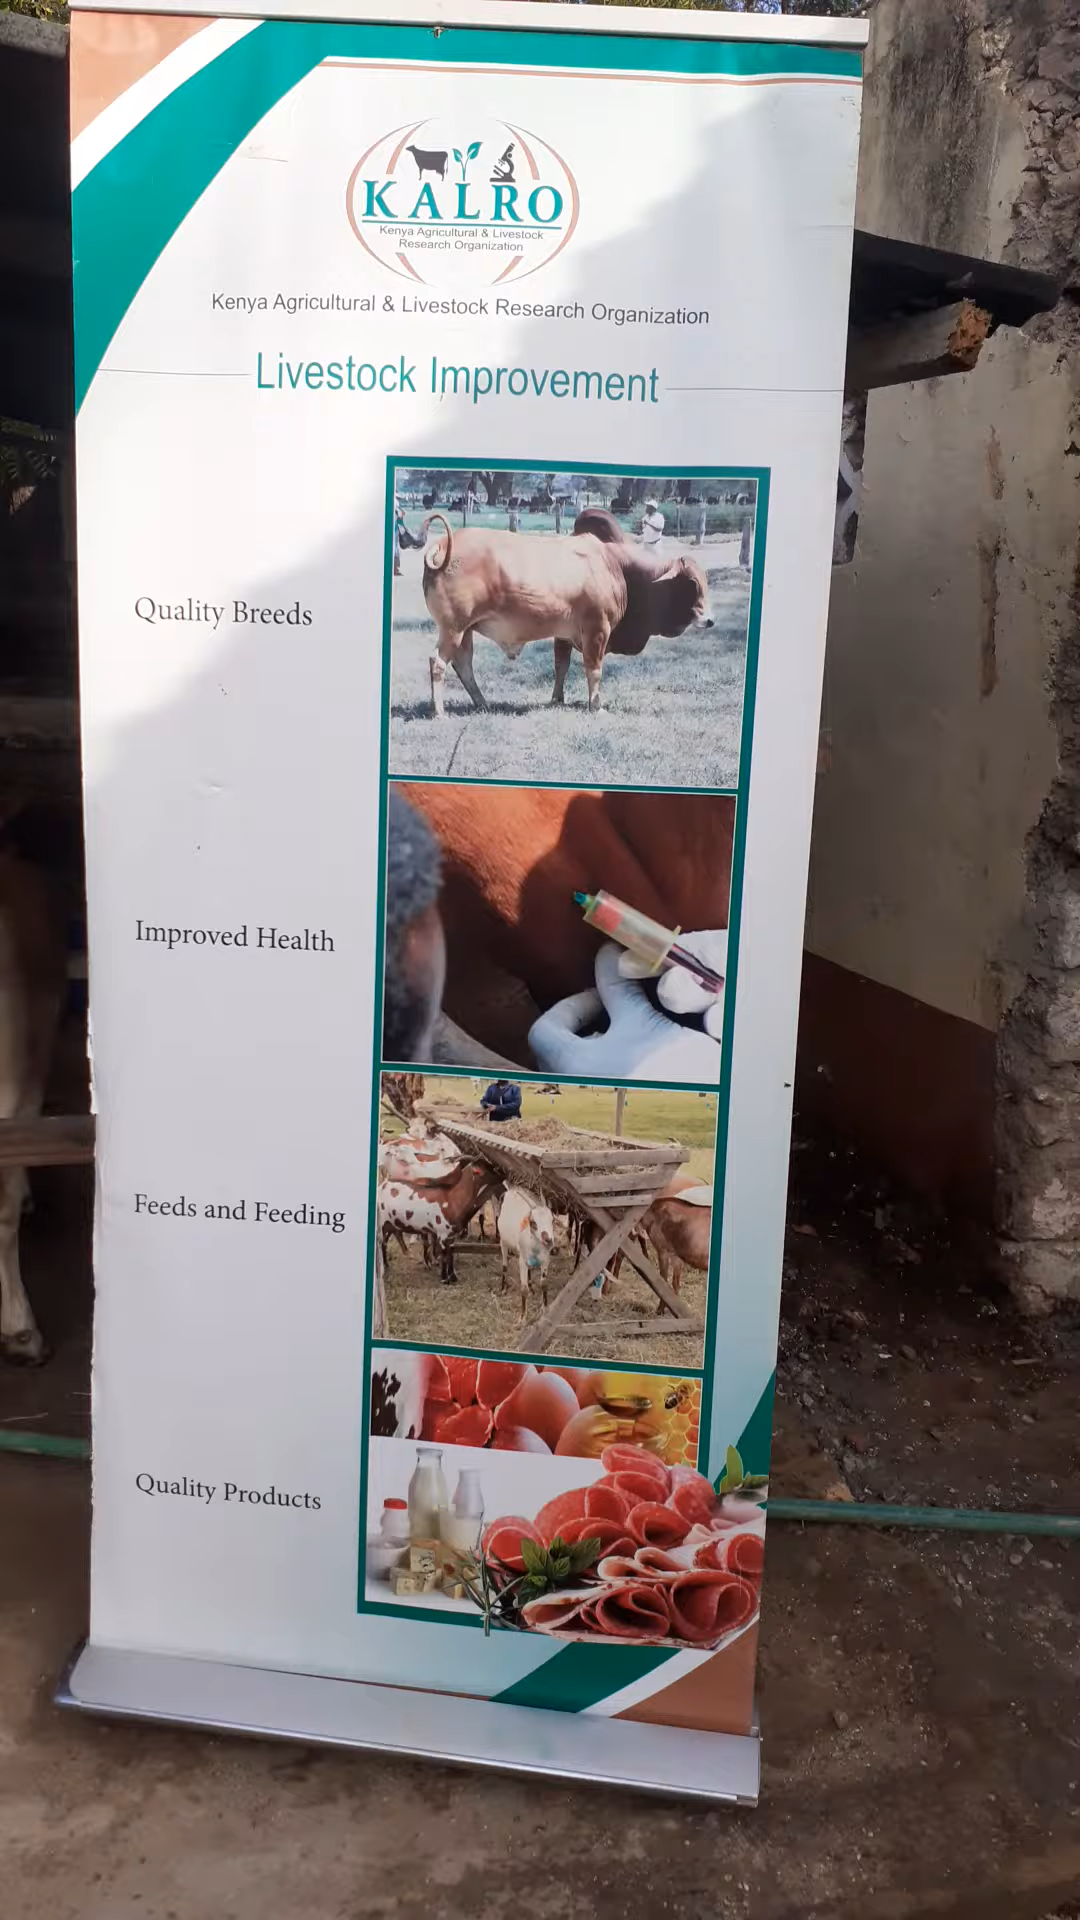 KALRO
Kenya Agricultural & Livestock
Research Organization
Kenya Agricultural & Livestock Research Organization
Livestock Improvement
Quality Breeds
Improved Health
Feeds and Feeding
Quality Products